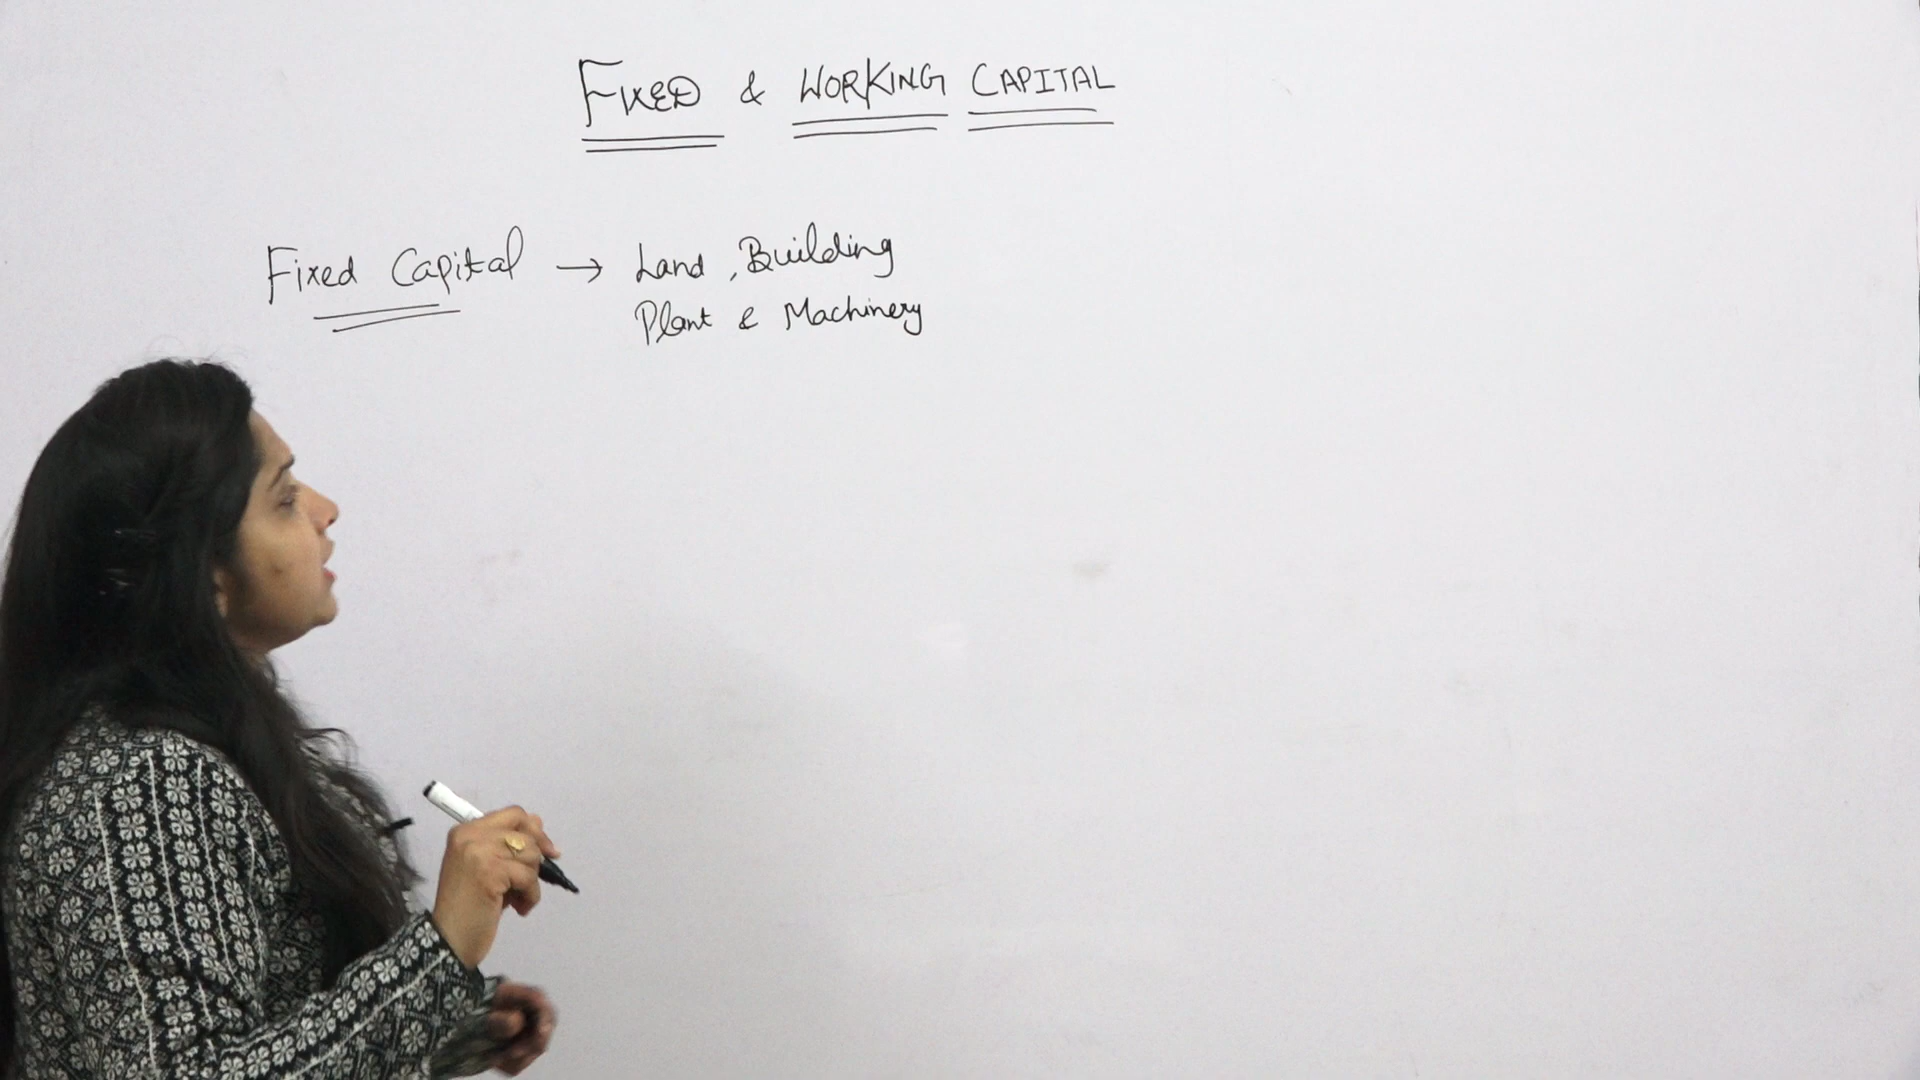 FIXED & WORKING CAPITAL
Fixed Capital → Land, Building
Plant & Machinery